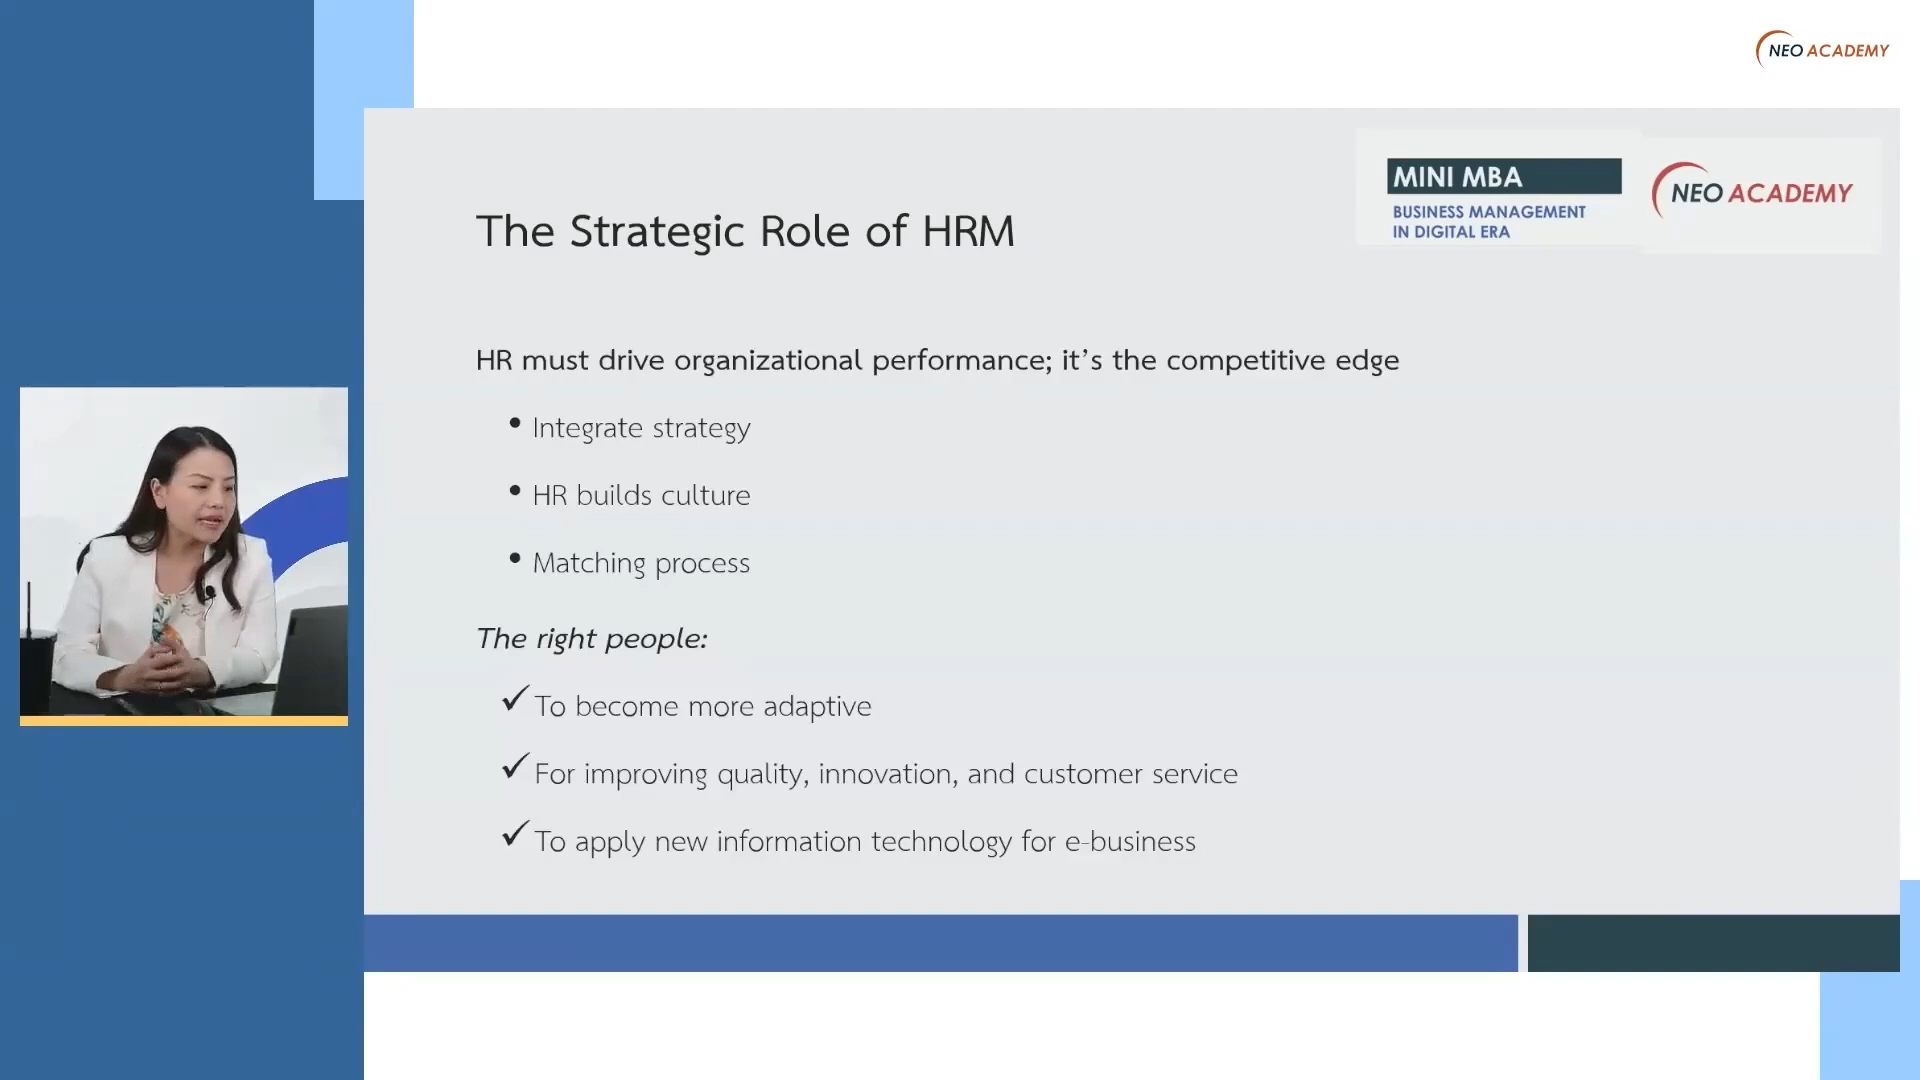 NEO ACADEMY
MINI MBA
BUSINESS MANAGEMENT
IN DIGITAL ERA
NEO ACADEMY
The Strategic Role of HRM
HR must drive organizational performance; it’s the competitive edge
• Integrate strategy
• HR builds culture
• Matching process
The right people:
✓ To become more adaptive
✓ For improving quality, innovation, and customer service
✓ To apply new information technology for e-business